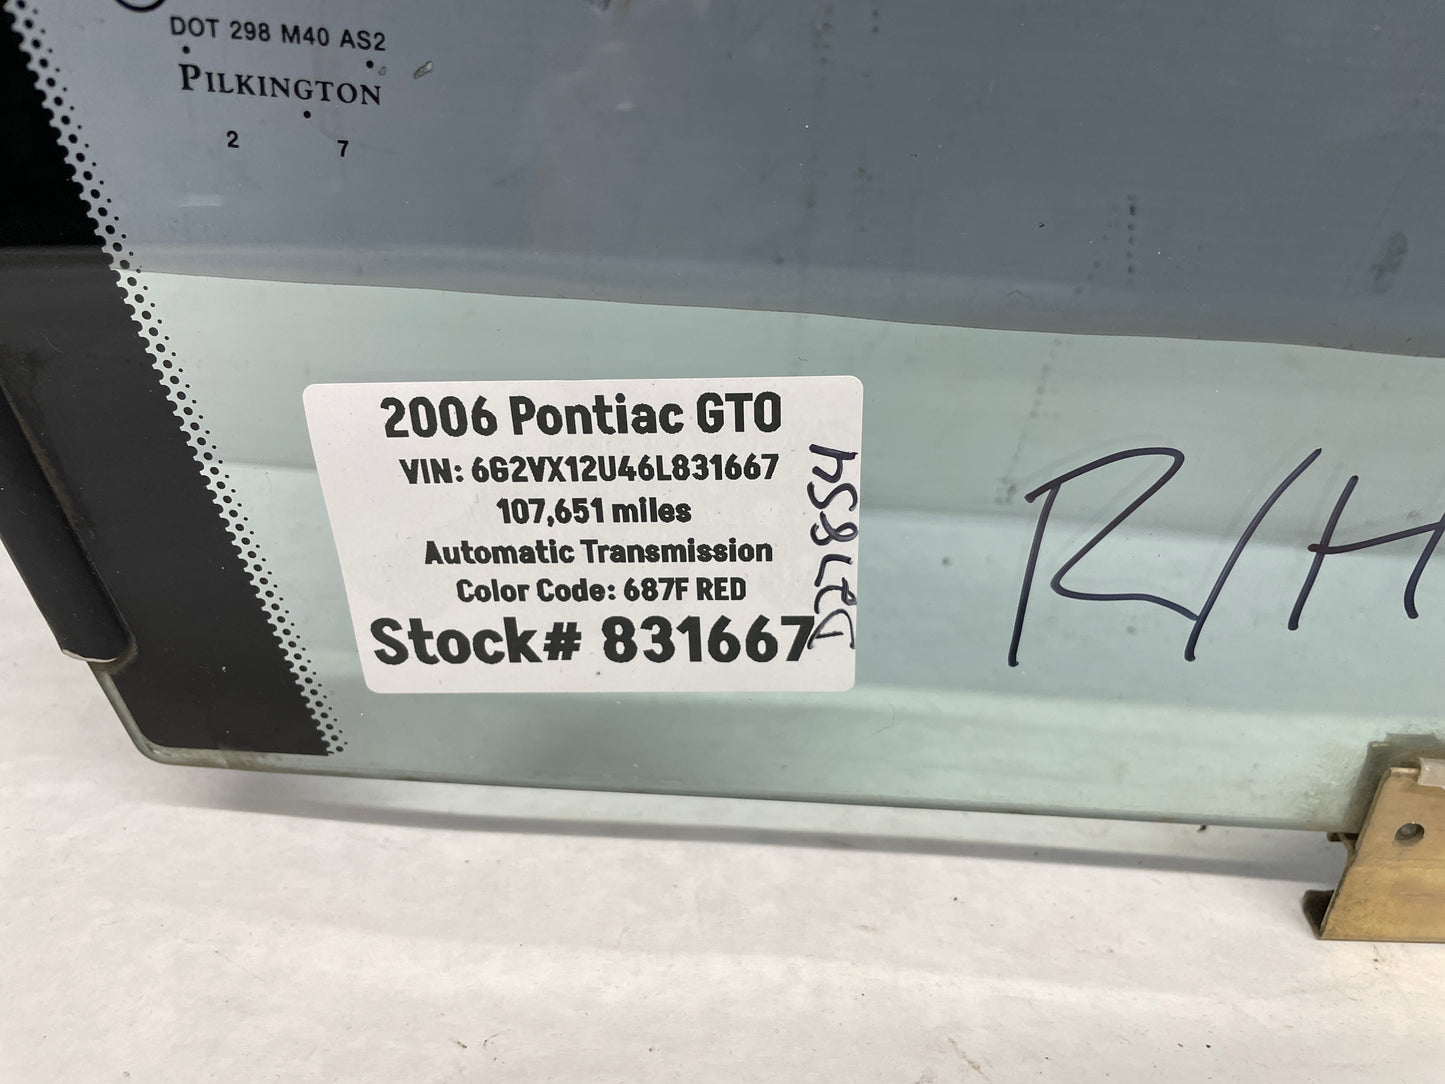 DOT 298 M40 AS2
PILKINGTON
2 7
2006 Pontiac GTO
VIN: 6G2VX12U46L831667
107,651 miles
Automatic Transmission
Color Code: 687F RED
Stock# 831667
R/H